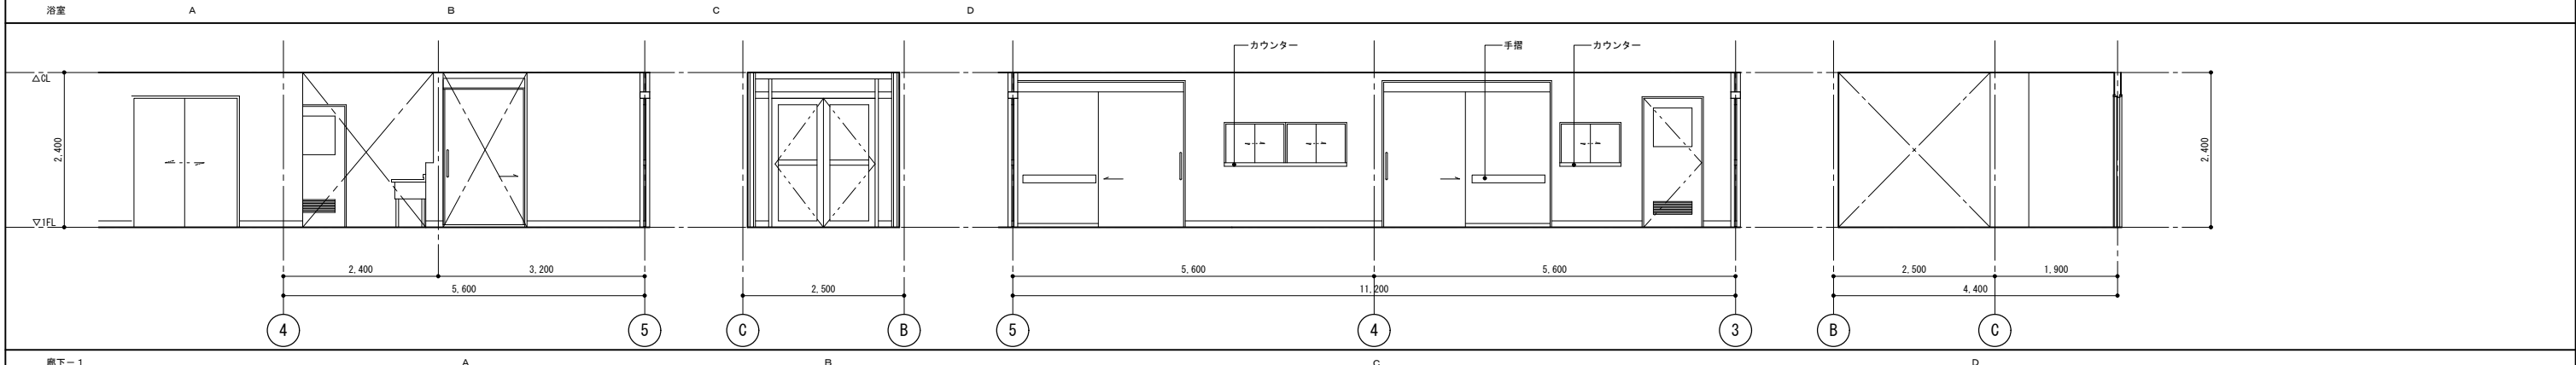 浴室 A B C D
カウンター 手摺 カウンター
△CL
2,400
2,400
▽1FL
2,400 3,200 5,600 5,600 2,500 1,900
5,600 2,500 11,200 4,400
4 5 C B 5 4 3 B C
廊下－1 A B C D